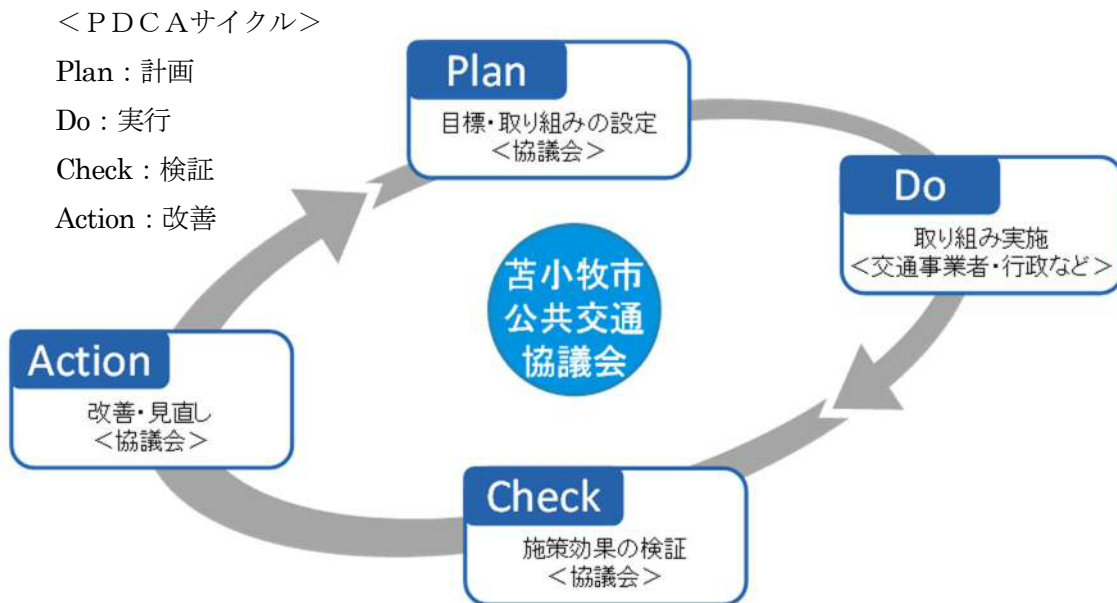 ＜ＰＤＣＡサイクル＞
Plan：計画
Do：実行
Check：検証
Action：改善
Plan
目標・取り組みの設定
＜協議会＞
Do
取り組み実施
＜交通事業者・行政など＞
苫小牧市
公共交通
協議会
Action
改善・見直し
＜協議会＞
Check
施策効果の検証
＜協議会＞